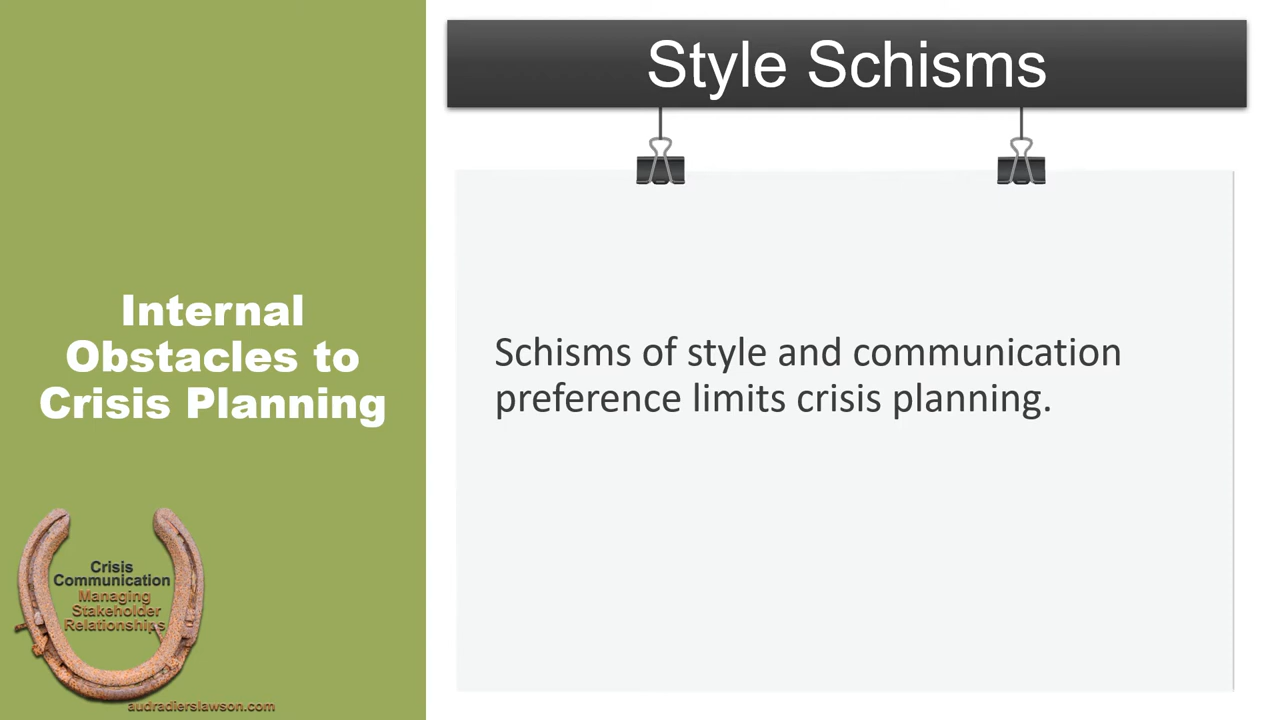 Style Schisms
Internal
Obstacles to
Crisis Planning
Schisms of style and communication
preference limits crisis planning.
Crisis
Communication
Managing
Stakeholder
Relationships
audradierslawson.com